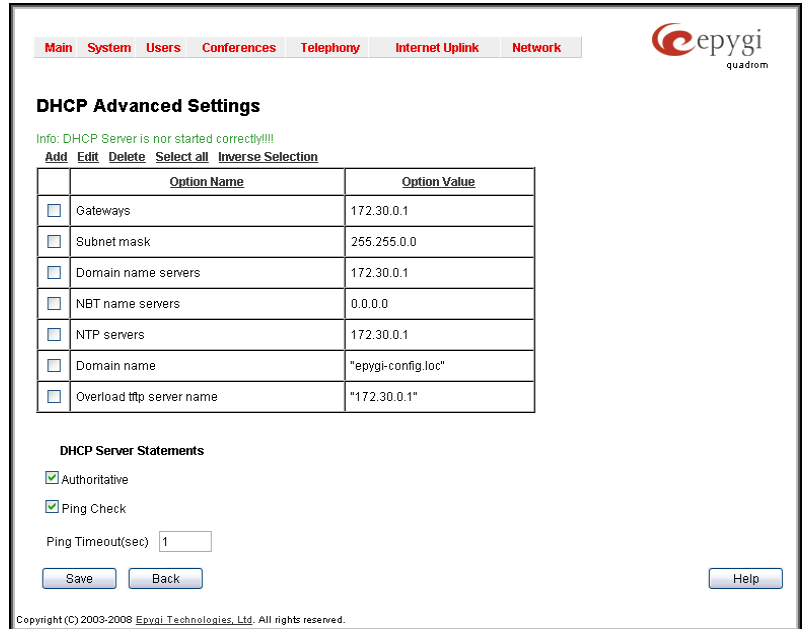 Main System Users Conferences Telephony Internet Uplink Network
epygi
quadrom
DHCP Advanced Settings
Info: DHCP Server is nor started correctly!!!!
Add Edit Delete Select all Inverse Selection
Option Name Option Value
Gateways 172.30.0.1
Subnet mask 255.255.0.0
Domain name servers 172.30.0.1
NBT name servers 0.0.0.0
NTP servers 172.30.0.1
Domain name "epygi-config.loc"
Overload tftp server name "172.30.0.1"
DHCP Server Statements
Authoritative
Ping Check
Ping Timeout(sec) 1
Save Back Help
Copyright (C) 2003-2008 Epygi Technologies, Ltd. All rights reserved.